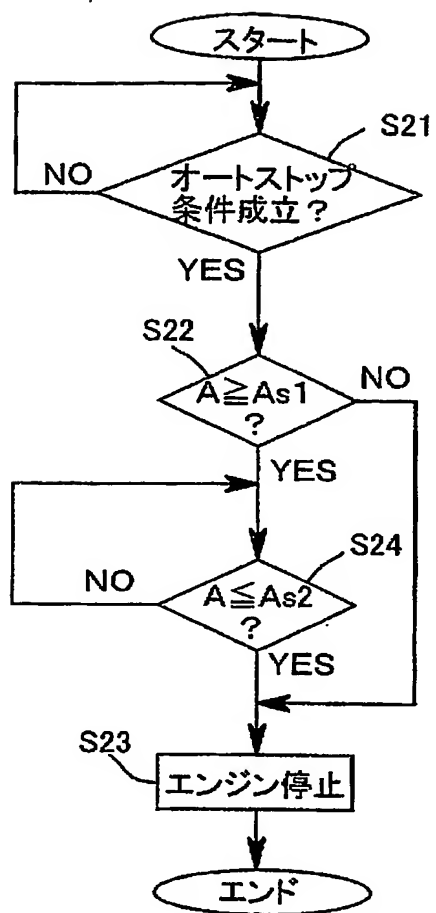 スタート
S21
オートストップ
条件成立？
NO
YES
S22
A≧As1
？
NO
YES
S24
A≦As2
？
NO
YES
S23
エンジン停止
エンド